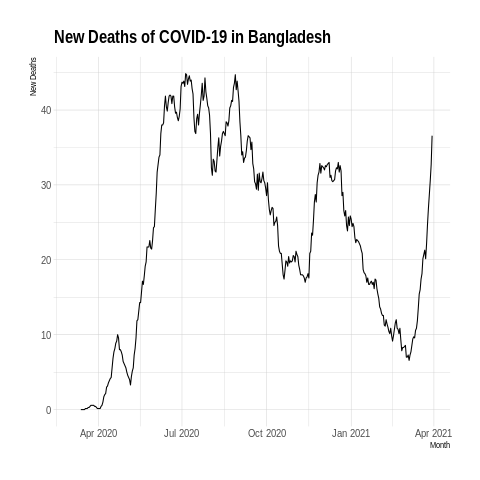 New Deaths of COVID-19 in Bangladesh
New Deaths
40
30
20
10
0
Apr 2020 Jul 2020 Oct 2020 Jan 2021 Apr 2021
Month